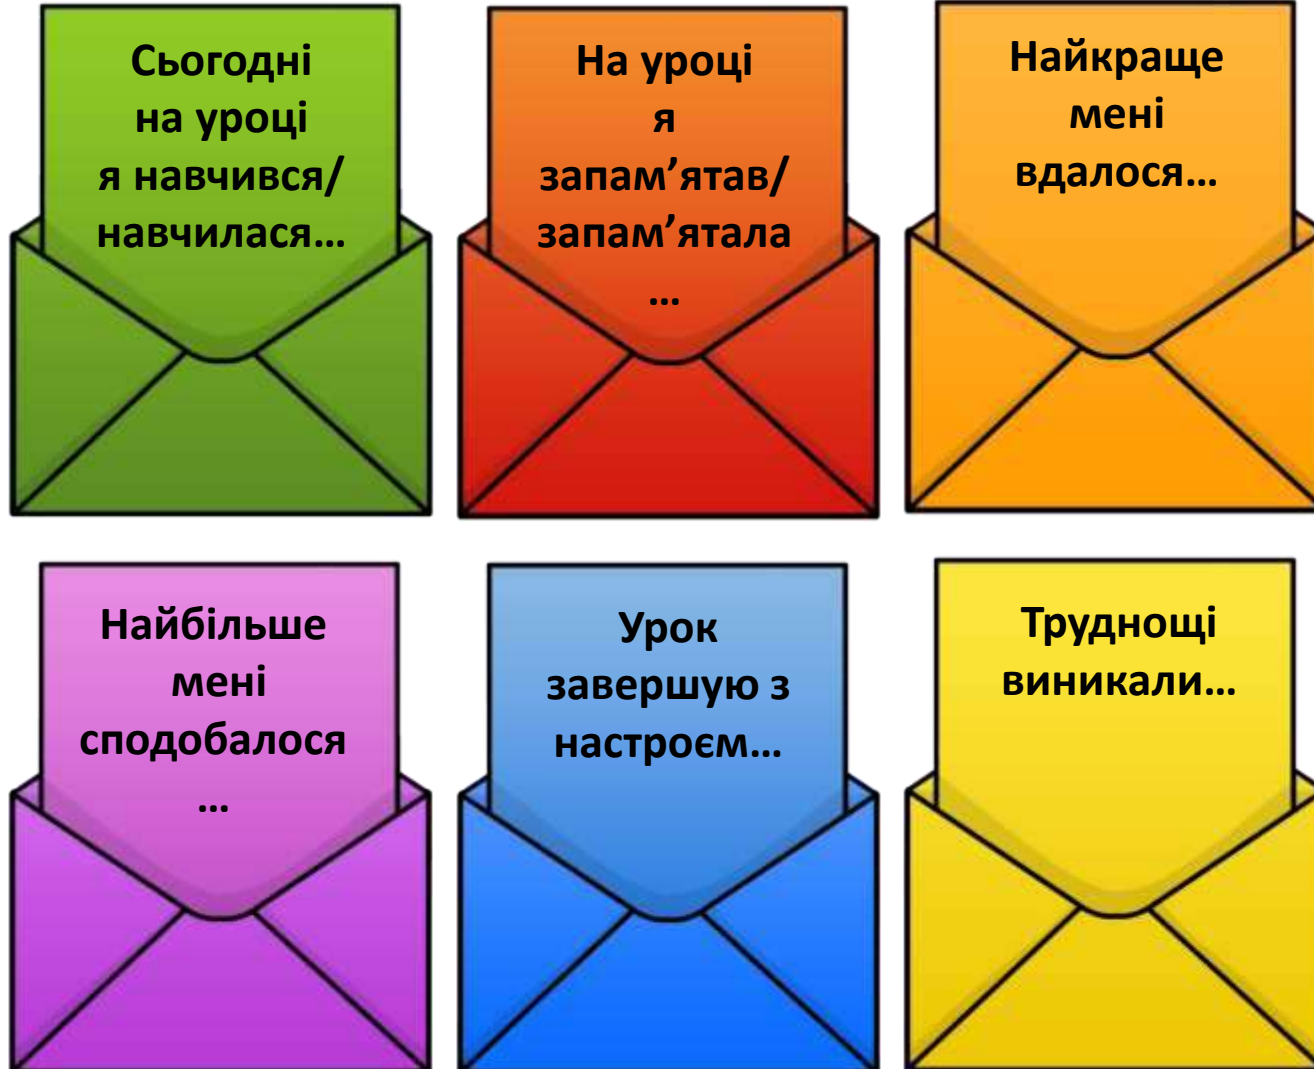 Сьогодні
на уроці
я навчився/
навчилася…
На уроці
я
запам’ятав/
запам’ятала
…
Найкраще
мені
вдалося…
Найбільше
мені
сподобалося
…
Урок
завершую з
настроєм…
Труднощі
виникали…